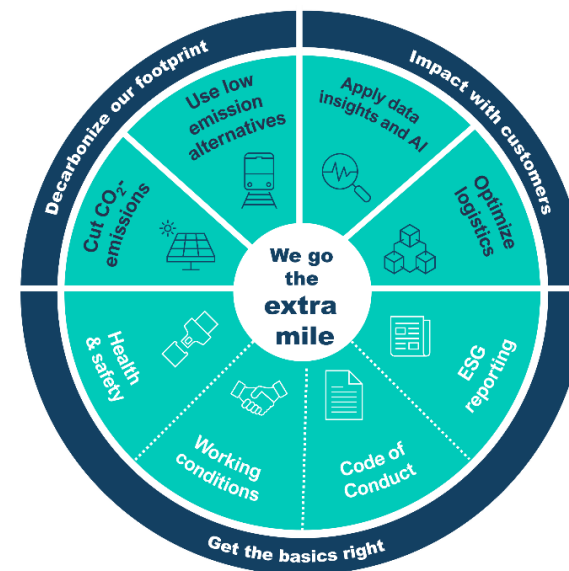 Decarbonize our footprint
Impact with customers
Use low
emission
alternatives
Apply data
insights and AI
Cut CO₂-
emissions
Optimize
logistics
We go
the
extra
mile
Health
& safety
Working
conditions
Code of
Conduct
ESG
reporting
Get the basics right